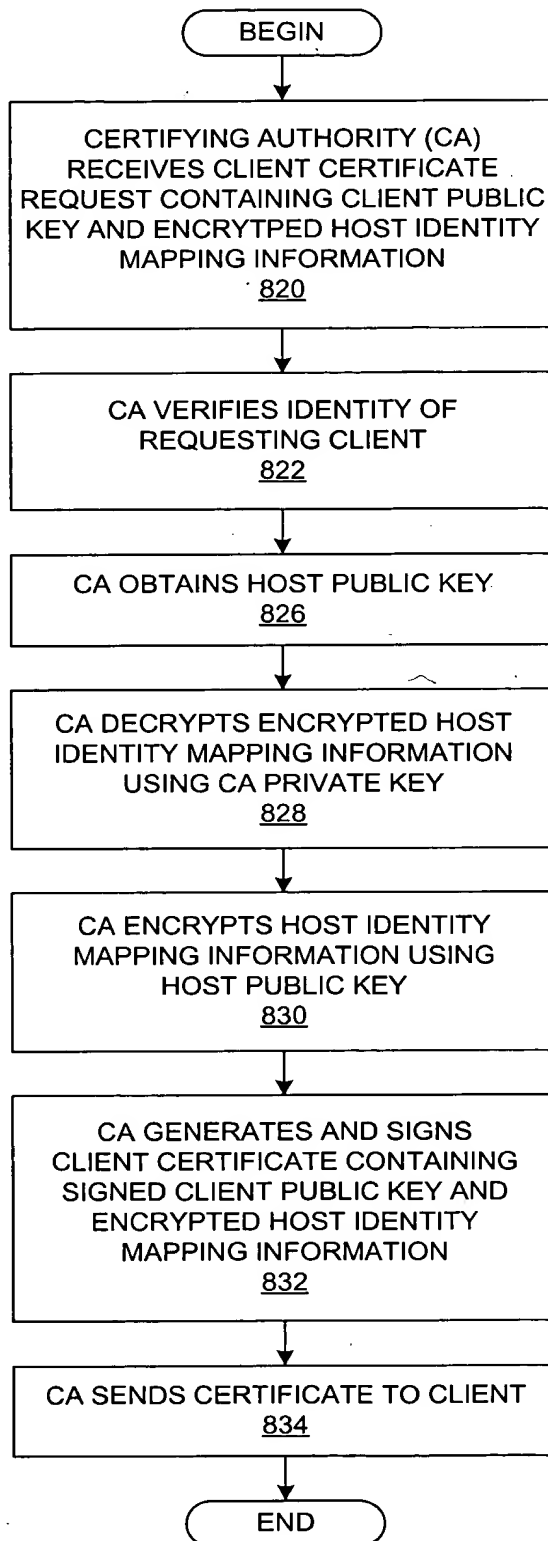 BEGIN
CERTIFYING AUTHORITY (CA)
RECEIVES CLIENT CERTIFICATE
REQUEST CONTAINING CLIENT PUBLIC
KEY AND ENCRYTPED HOST IDENTITY
MAPPING INFORMATION
820
CA VERIFIES IDENTITY OF
REQUESTING CLIENT
822
CA OBTAINS HOST PUBLIC KEY
826
CA DECRYPTS ENCRYPTED HOST
IDENTITY MAPPING INFORMATION
USING CA PRIVATE KEY
828
CA ENCRYPTS HOST IDENTITY
MAPPING INFORMATION USING
HOST PUBLIC KEY
830
CA GENERATES AND SIGNS
CLIENT CERTIFICATE CONTAINING
SIGNED CLIENT PUBLIC KEY AND
ENCRYPTED HOST IDENTITY
MAPPING INFORMATION
832
CA SENDS CERTIFICATE TO CLIENT
834
END